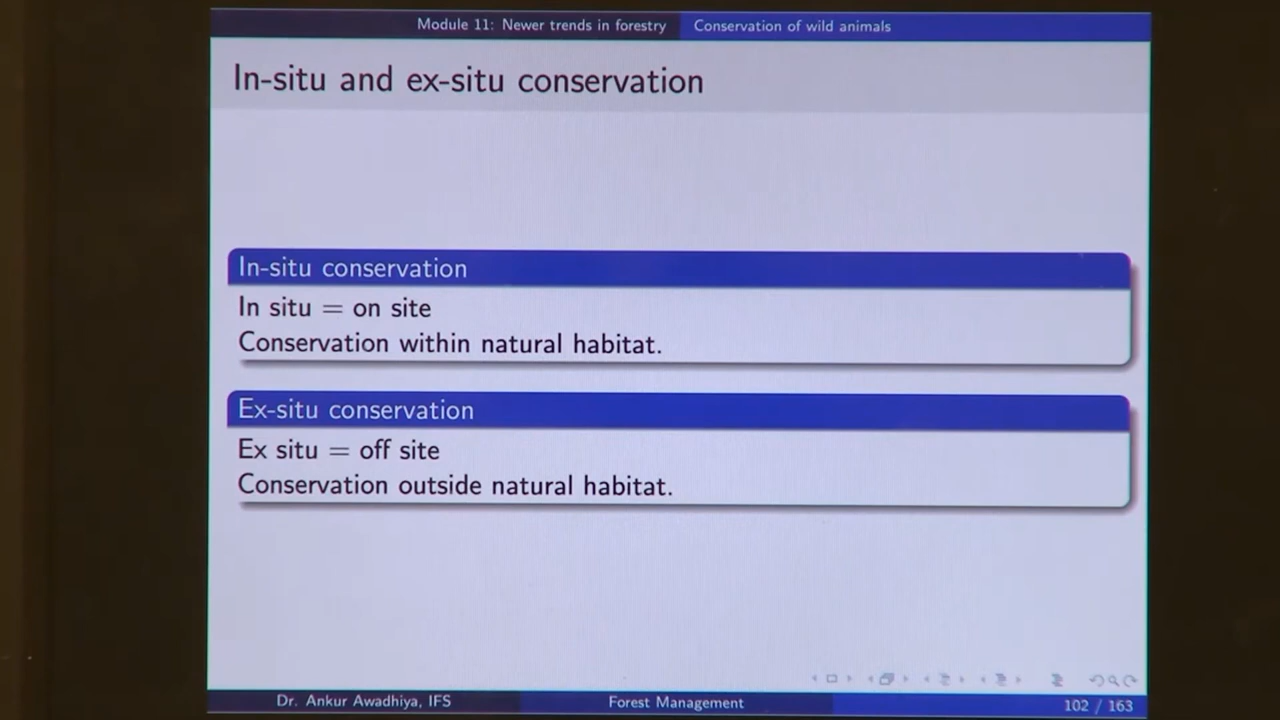 Module 11: Newer trends in forestry Conservation of wild animals
In-situ and ex-situ conservation
In-situ conservation
In situ = on site
Conservation within natural habitat.
Ex-situ conservation
Ex situ = off site
Conservation outside natural habitat.
Dr. Ankur Awadhiya, IFS Forest Management 102 / 163